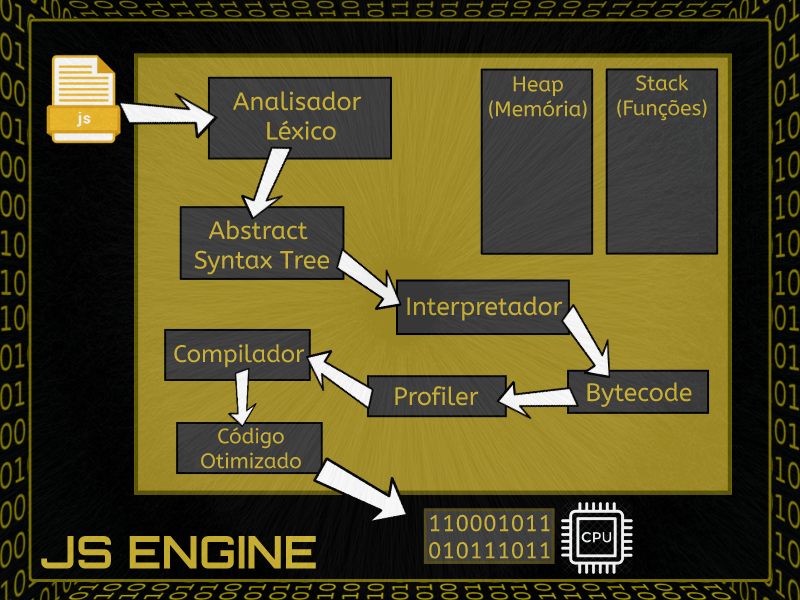 js
Analisador
Léxico
Heap
(Memória)
Stack
(Funções)
Abstract
Syntax Tree
Interpretador
Compilador
Profiler
Bytecode
Código
Otimizado
110001011
010111011
CPU
JS ENGINE